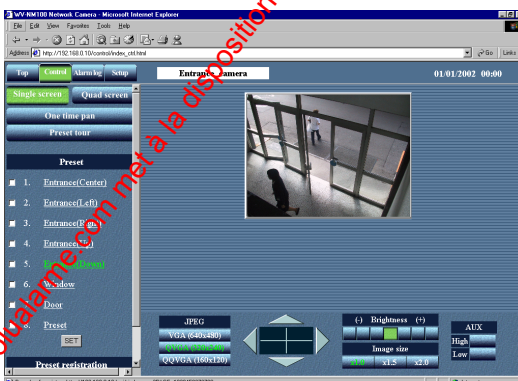 WV-NM100 Network Camera - Microsoft Internet Explorer
File Edit View Favorites Tools Help
Address http://192.168.0.10/control/index_ctrl.html Go Links
Top Control Alarm log Setup Entrance camera 01/01/2002 00:00
Single screen Quad screen
One time pan
Preset tour
Preset
1. Entrance(Center)
2. Entrance(Left)
3. Entrance(Right)
4. Entrance(Up)
5. Entrance(Down)
6. Window
Door
8. Preset
SET
Preset registration
JPEG
VGA (640x480)
QVGA (320x240)
QQVGA (160x120)
(-) Brightness (+)
Image size
x1.0 x1.5 x2.0
AUX
High
Low
.com met à la disposition